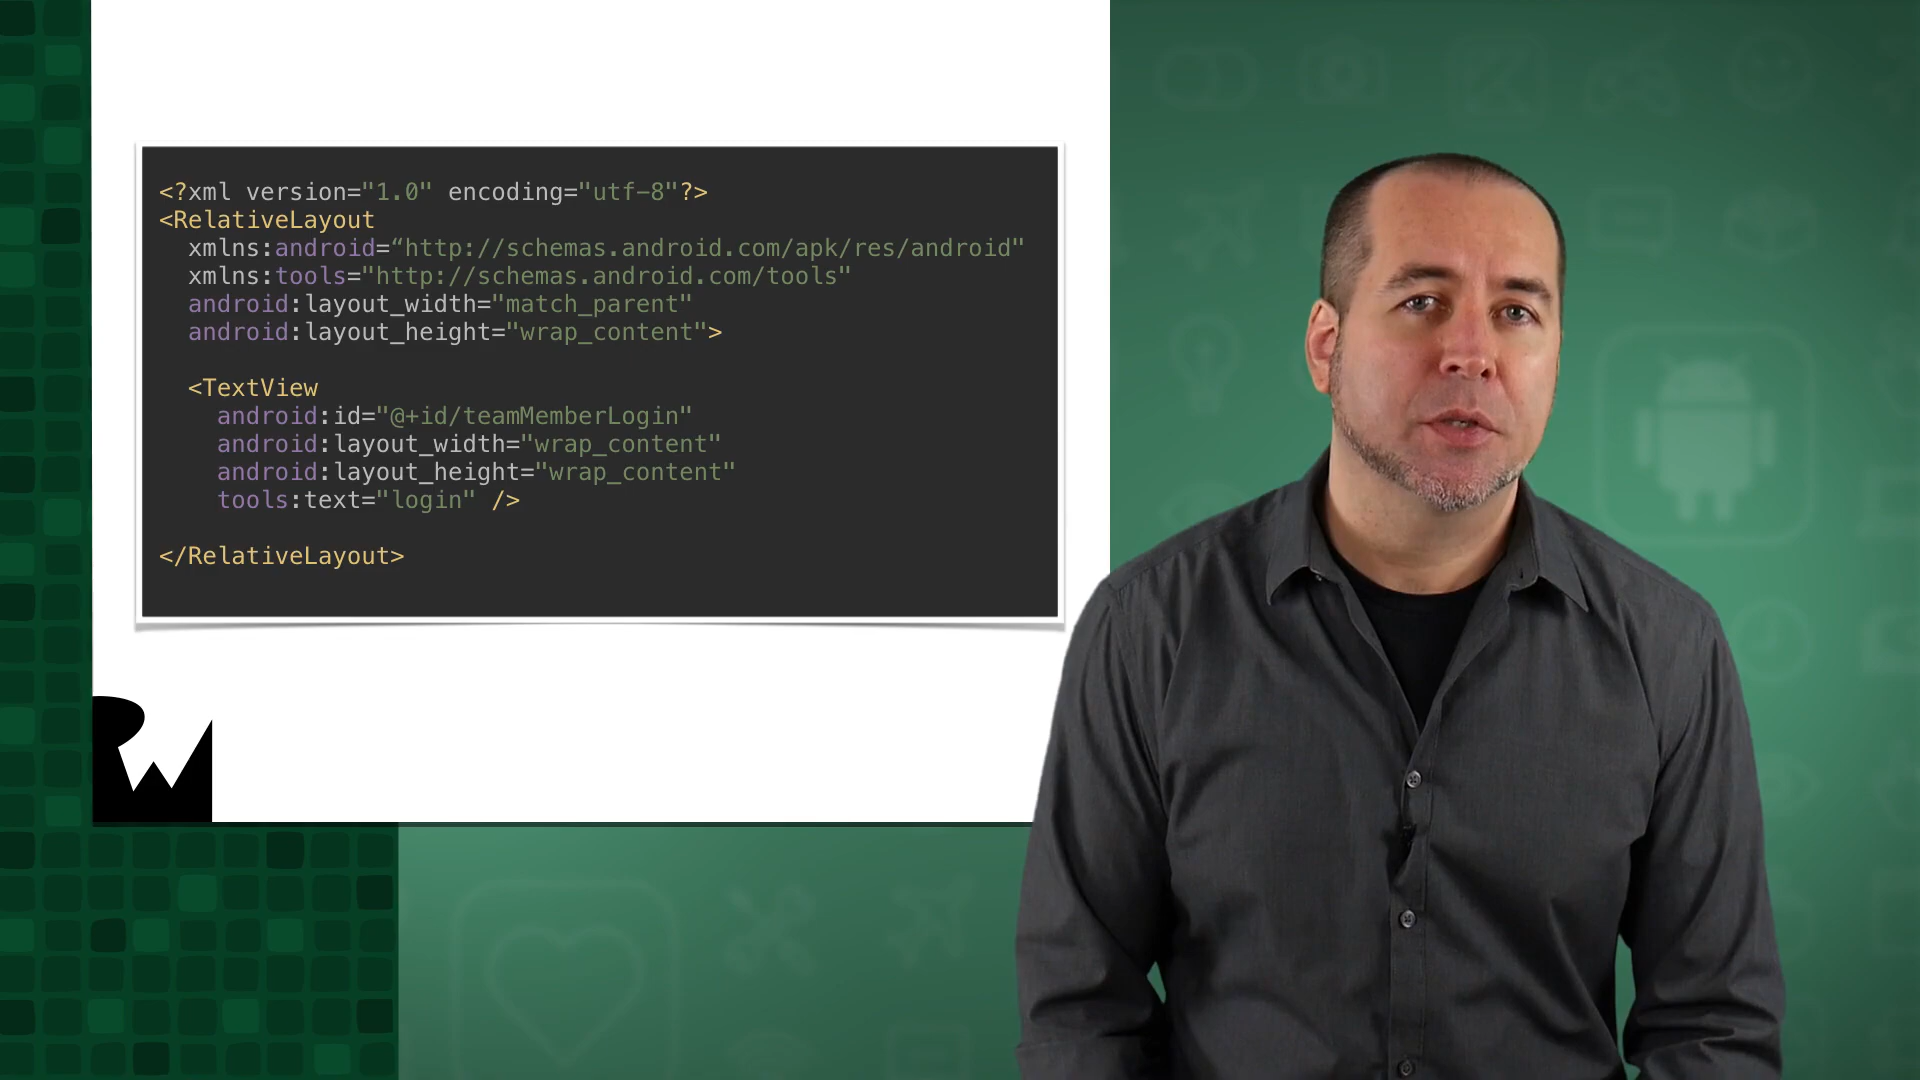 <?xml version="1.0" encoding="utf-8"?>
<RelativeLayout
  xmlns:android=“http://schemas.android.com/apk/res/android"
  xmlns:tools="http://schemas.android.com/tools"
  android:layout_width="match_parent"
  android:layout_height="wrap_content">
  <TextView
    android:id="@+id/teamMemberLogin"
    android:layout_width="wrap_content"
    android:layout_height="wrap_content"
    tools:text="login" />
</RelativeLayout>
RW